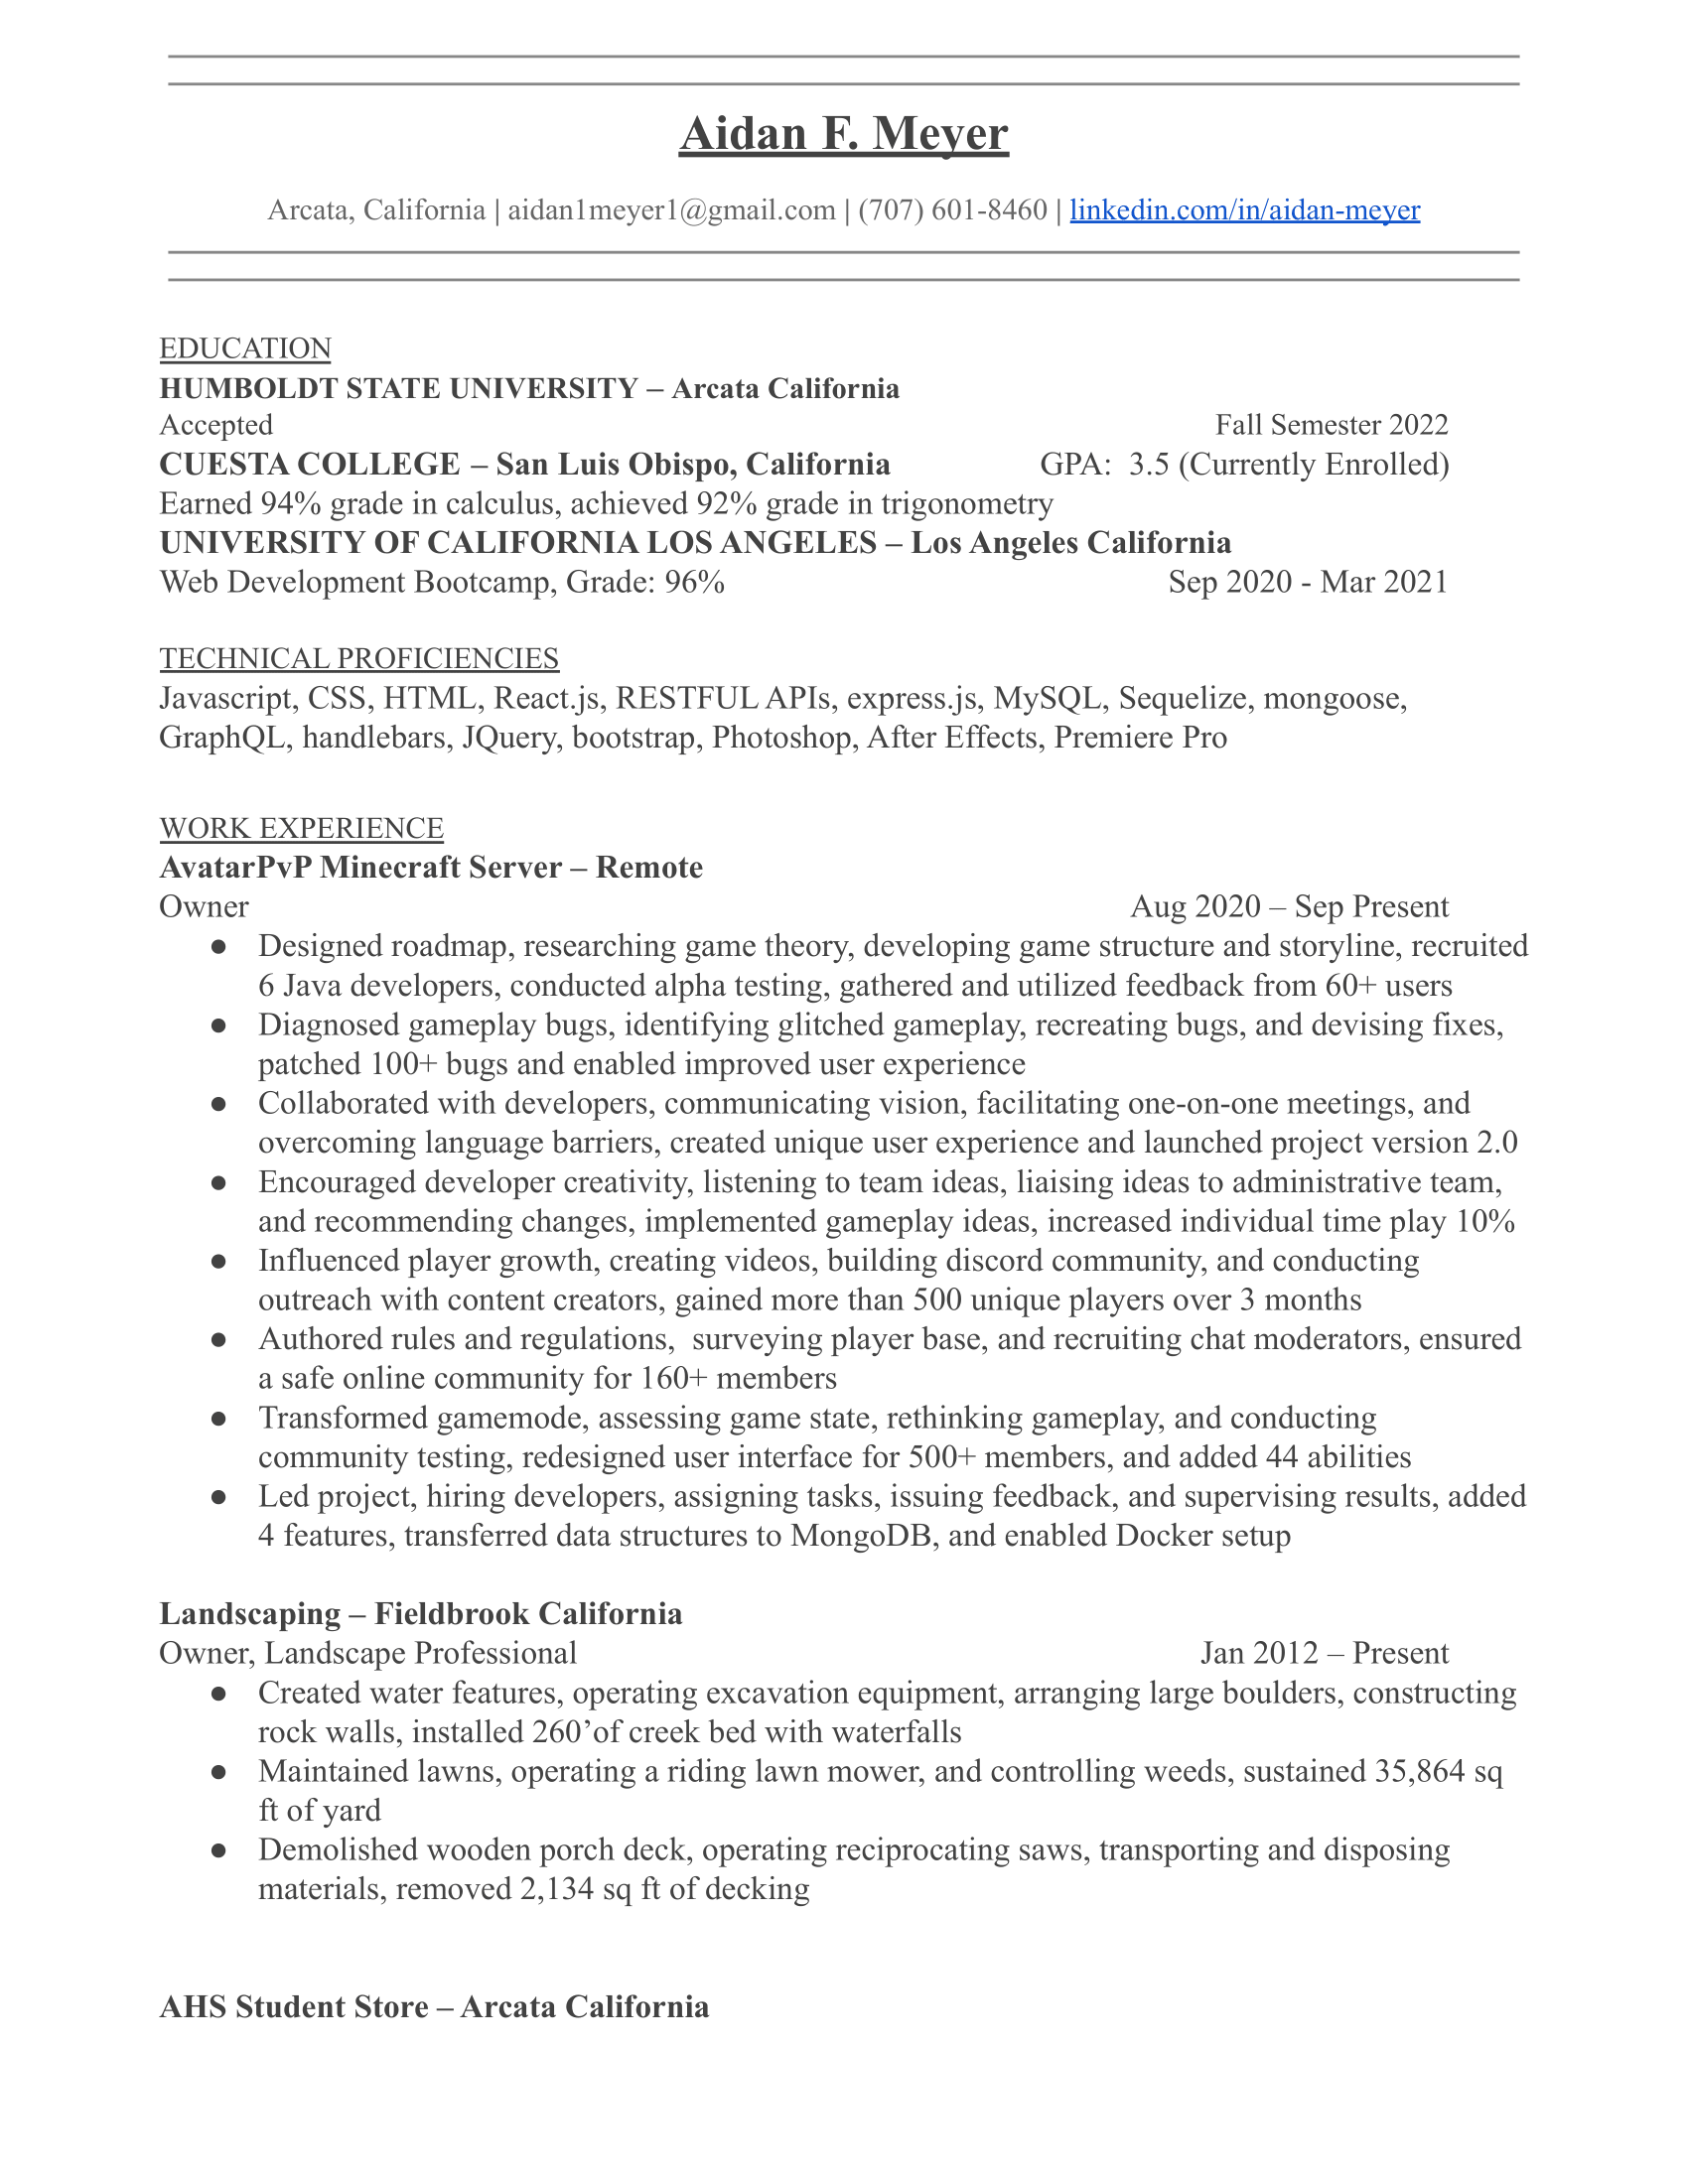 Aidan F. Meyer
Arcata, California | aidan1meyer1@gmail.com | (707) 601-8460 | linkedin.com/in/aidan-meyer
EDUCATION
HUMBOLDT STATE UNIVERSITY – Arcata California
Accepted Fall Semester 2022
CUESTA COLLEGE – San Luis Obispo, California GPA:  3.5 (Currently Enrolled)
Earned 94% grade in calculus, achieved 92% grade in trigonometry
UNIVERSITY OF CALIFORNIA LOS ANGELES – Los Angeles California
Web Development Bootcamp, Grade: 96% Sep 2020 - Mar 2021
TECHNICAL PROFICIENCIES
Javascript, CSS, HTML, React.js, RESTFUL APIs, express.js, MySQL, Sequelize, mongoose,
GraphQL, handlebars, JQuery, bootstrap, Photoshop, After Effects, Premiere Pro
WORK EXPERIENCE
AvatarPvP Minecraft Server – Remote
Owner Aug 2020 – Sep Present
● Designed roadmap, researching game theory, developing game structure and storyline, recruited
6 Java developers, conducted alpha testing, gathered and utilized feedback from 60+ users
● Diagnosed gameplay bugs, identifying glitched gameplay, recreating bugs, and devising fixes,
patched 100+ bugs and enabled improved user experience
● Collaborated with developers, communicating vision, facilitating one-on-one meetings, and
overcoming language barriers, created unique user experience and launched project version 2.0
● Encouraged developer creativity, listening to team ideas, liaising ideas to administrative team,
and recommending changes, implemented gameplay ideas, increased individual time play 10%
● Influenced player growth, creating videos, building discord community, and conducting
outreach with content creators, gained more than 500 unique players over 3 months
● Authored rules and regulations,  surveying player base, and recruiting chat moderators, ensured
a safe online community for 160+ members
● Transformed gamemode, assessing game state, rethinking gameplay, and conducting
community testing, redesigned user interface for 500+ members, and added 44 abilities
● Led project, hiring developers, assigning tasks, issuing feedback, and supervising results, added
4 features, transferred data structures to MongoDB, and enabled Docker setup
Landscaping – Fieldbrook California
Owner, Landscape Professional Jan 2012 – Present
● Created water features, operating excavation equipment, arranging large boulders, constructing
rock walls, installed 260’of creek bed with waterfalls
● Maintained lawns, operating a riding lawn mower, and controlling weeds, sustained 35,864 sq
ft of yard
● Demolished wooden porch deck, operating reciprocating saws, transporting and disposing
materials, removed 2,134 sq ft of decking
AHS Student Store – Arcata California